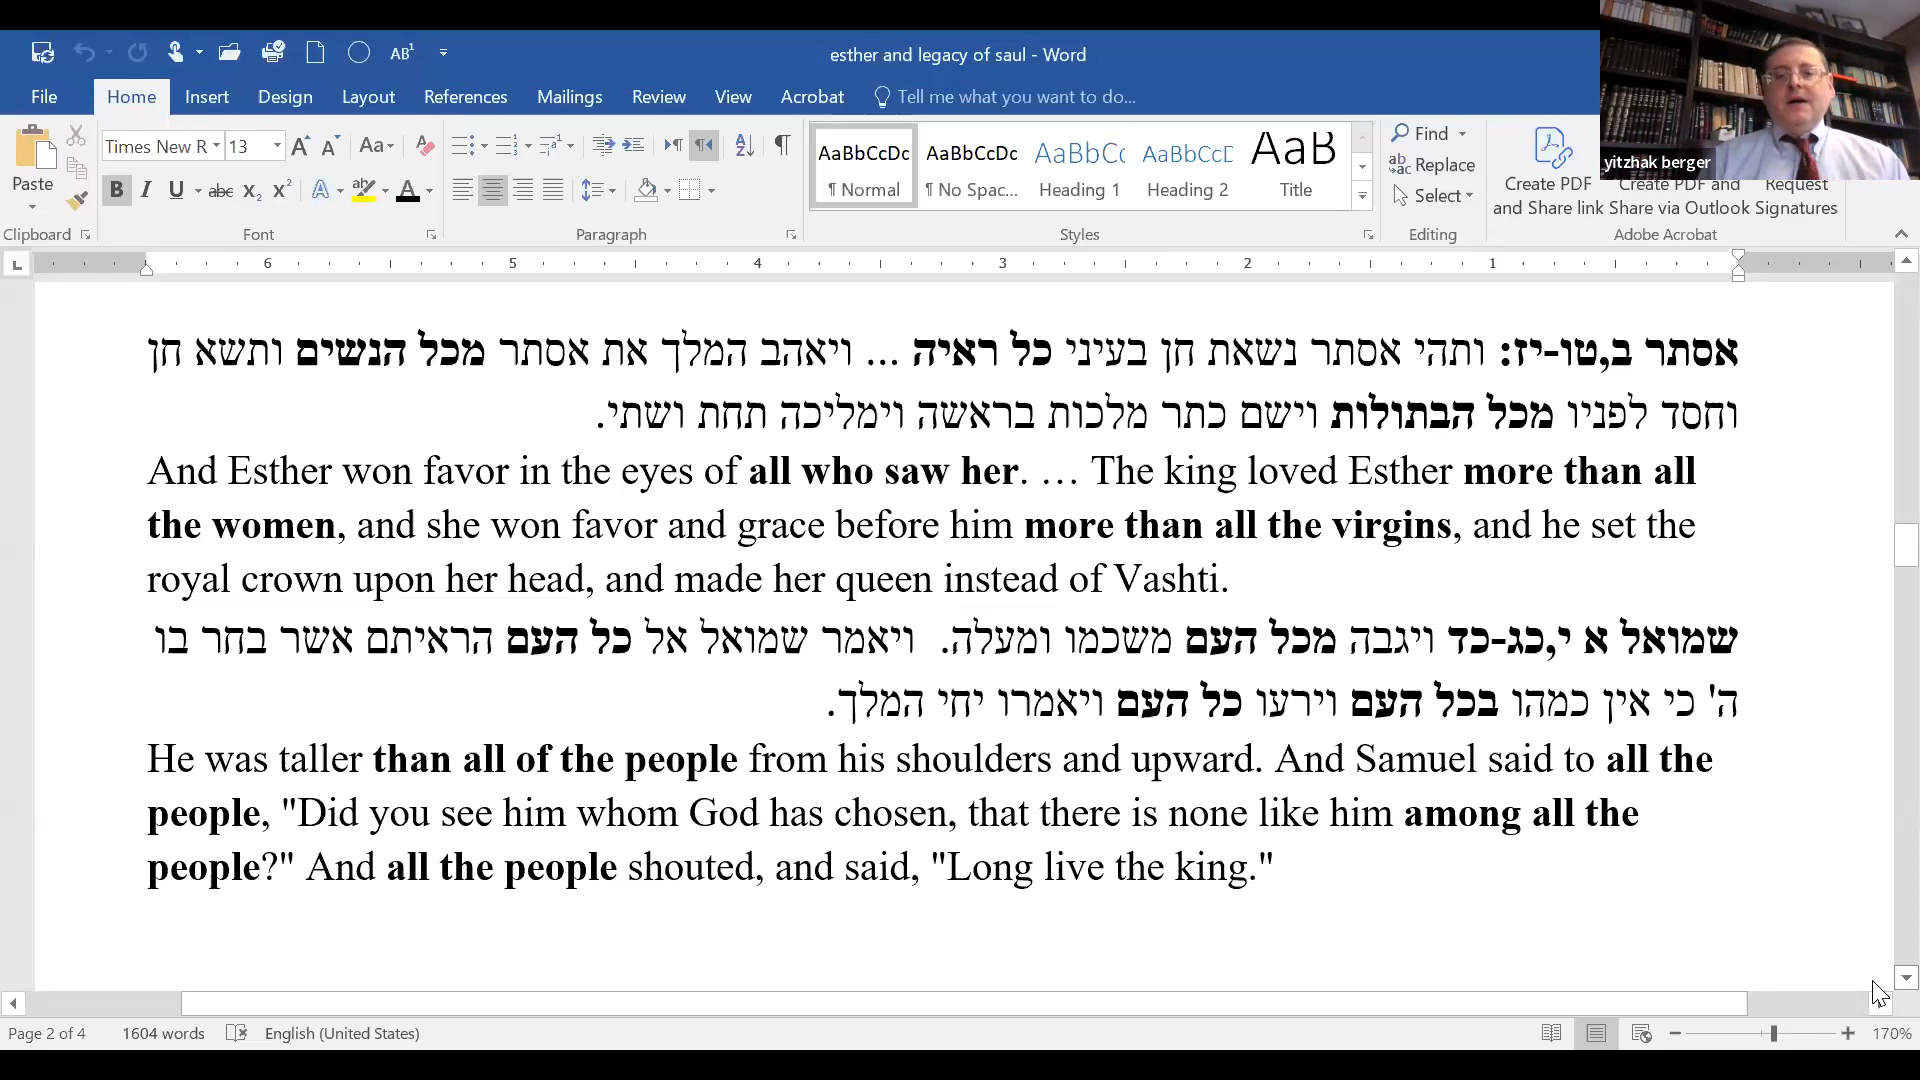 esther and legacy of saul - Word
AB¹
File Home Insert Design Layout References Mailings Review View Acrobat Tell me what you want to do...
yitzhak berger
Paste
Times New R 13
Aa
B I U abc X₂ X² A ab A
AaBbCcDc AaBbCcDc AaBbCc AaBbCcD AaB
¶ Normal ¶ No Spac... Heading 1 Heading 2 Title
Find
Replace
Select
Create PDF Create PDF and Request
and Share link Share via Outlook Signatures
Clipboard Font Paragraph Styles Editing Adobe Acrobat
6 5 4 3 2 1
אסתר ב,טו-יז: ותהי אסתר נשאת חן בעיני כל ראיה ... ויאהב המלך את אסתר מכל הנשים ותשא חן
וחסד לפניו מכל הבתולות וישם כתר מלכות בראשה וימליכה תחת ושתי.
And Esther won favor in the eyes of all who saw her. … The king loved Esther more than all
the women, and she won favor and grace before him more than all the virgins, and he set the
royal crown upon her head, and made her queen instead of Vashti.
שמואל א י,כג-כד ויגבה מכל העם משכמו ומעלה. ויאמר שמואל אל כל העם הראיתם אשר בחר בו
ה' כי אין כמהו בכל העם וירעו כל העם ויאמרו יחי המלך.
He was taller than all of the people from his shoulders and upward. And Samuel said to all the
people, "Did you see him whom God has chosen, that there is none like him among all the
people?" And all the people shouted, and said, "Long live the king."
Page 2 of 4 1604 words English (United States) 170%